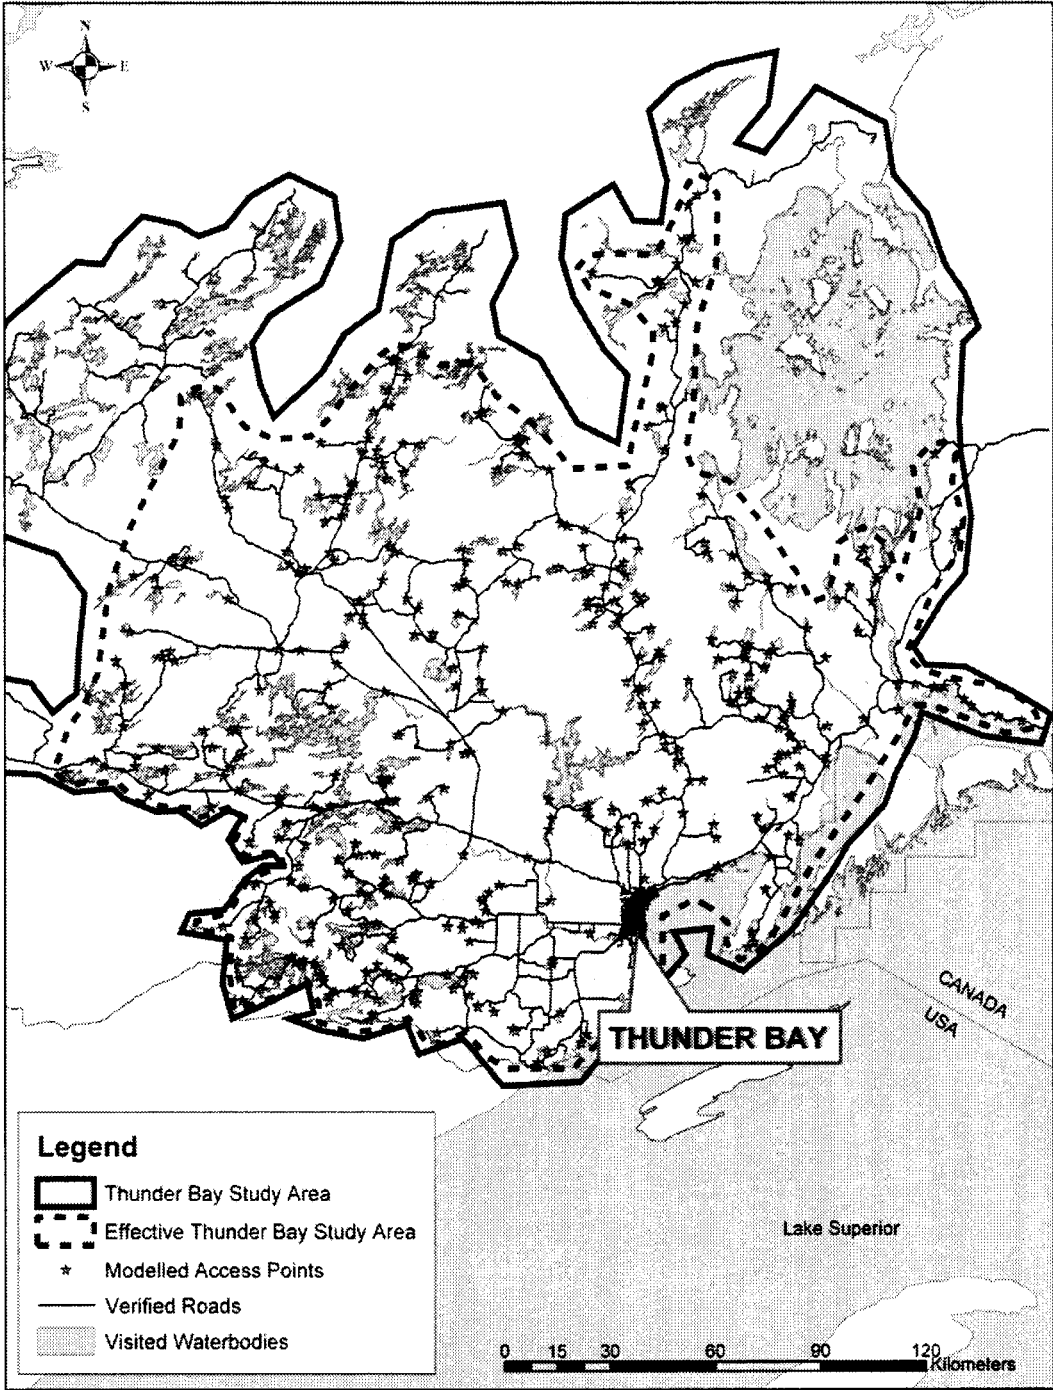 N
W E
S
CANADA
USA
THUNDER BAY
Legend
Thunder Bay Study Area
Effective Thunder Bay Study Area
Modelled Access Points
Verified Roads
Visited Waterbodies
Lake Superior
0 15 30 60 90 120
Kilometers